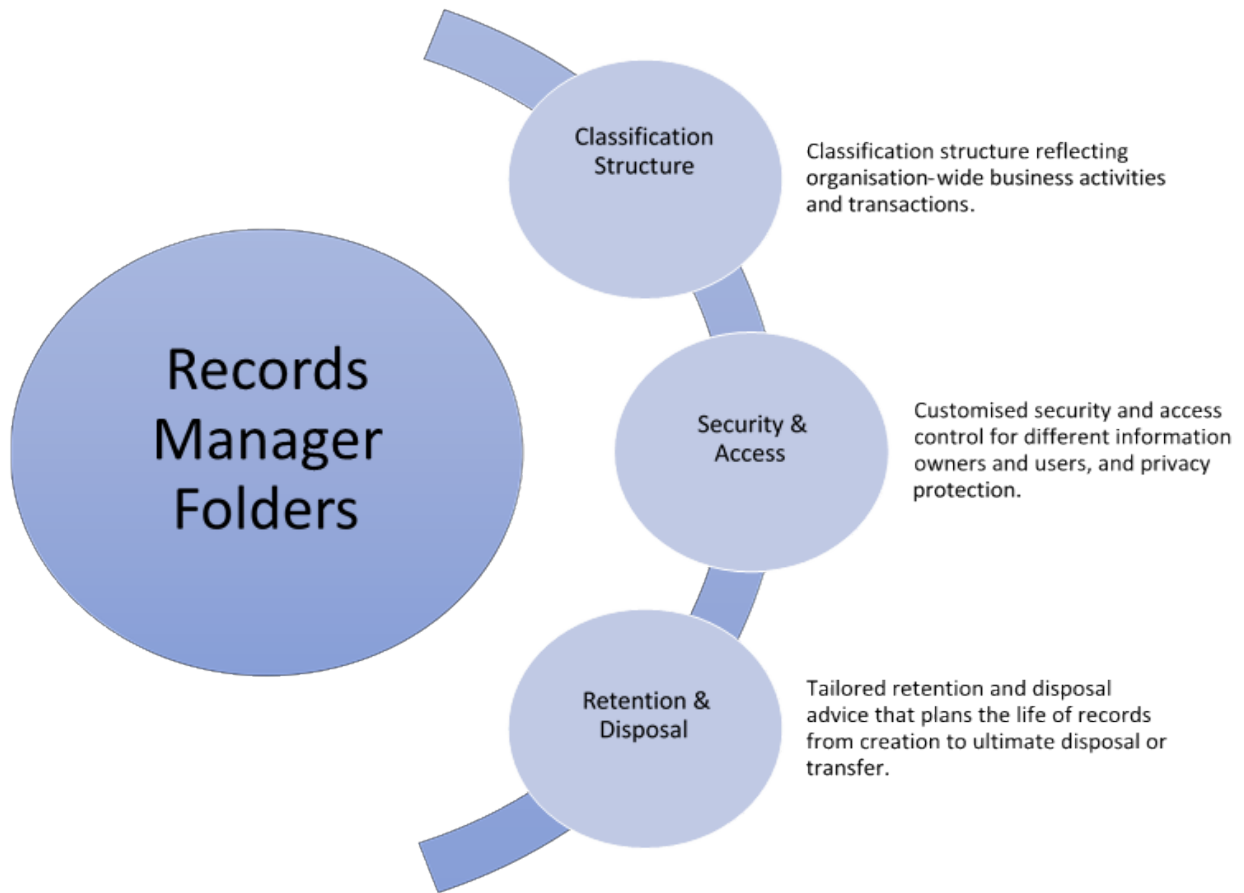 Records
Manager
Folders
Classification
Structure
Classification structure reflecting
organisation-wide business activities
and transactions.
Security &
Access
Customised security and access
control for different information
owners and users, and privacy
protection.
Retention &
Disposal
Tailored retention and disposal
advice that plans the life of records
from creation to ultimate disposal or
transfer.